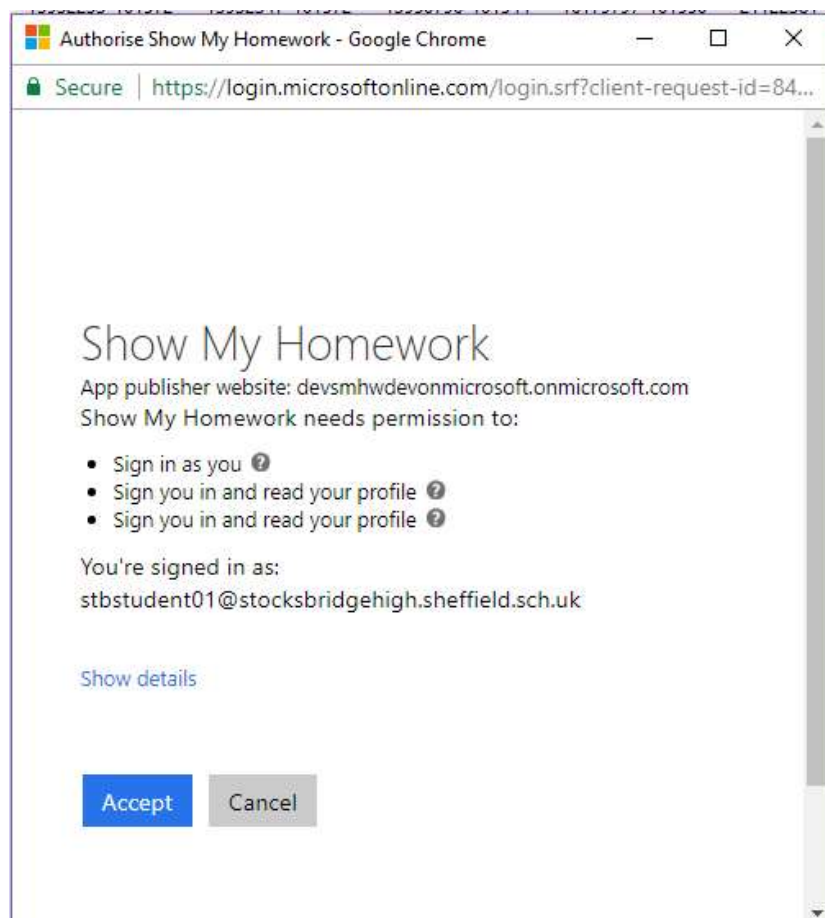 Authorise Show My Homework - Google Chrome
Secure | https://login.microsoftonline.com/login.srf?client-request-id=84...
Show My Homework
App publisher website: devsmhwdevonmicrosoft.onmicrosoft.com
Show My Homework needs permission to:
• Sign in as you ?
• Sign you in and read your profile ?
• Sign you in and read your profile ?
You're signed in as:
stbstudent01@stocksbridgehigh.sheffield.sch.uk
Show details
Accept Cancel